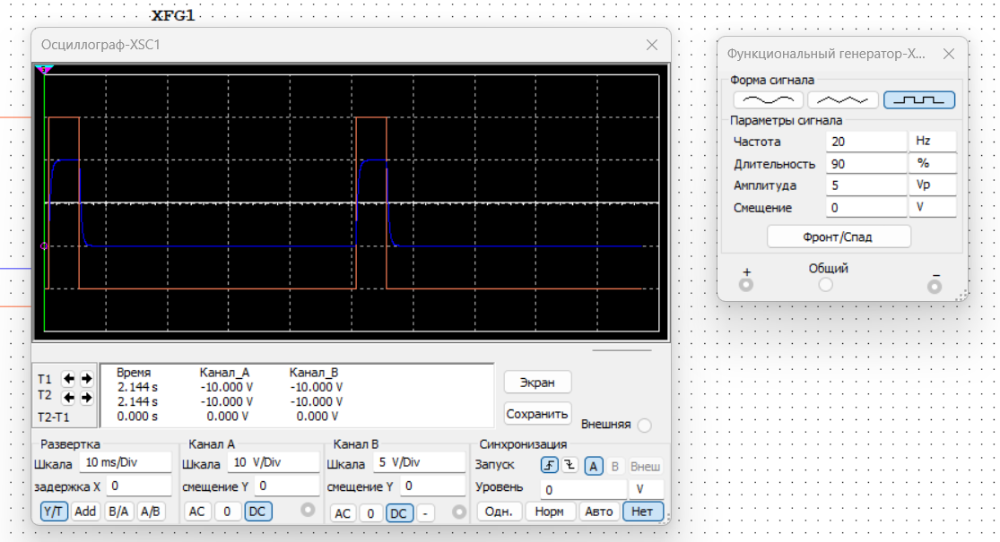 XFG1
Осциллограф-XSC1
Время Канал_A Канал_B
T1 2.144 s -10.000 V -10.000 V
T2 2.144 s -10.000 V -10.000 V
T2-T1 0.000 s 0.000 V 0.000 V
Экран
Сохранить
Внешняя
Развертка
Шкала 10 ms/Div
задержка X 0
Y/T Add B/A A/B
Канал A
Шкала 10 V/Div
смещение Y 0
AC 0 DC
Канал B
Шкала 5 V/Div
смещение Y 0
AC 0 DC -
Синхронизация
Запуск A B Внеш
Уровень 0 V
Одн. Норм Авто Нет
Функциональный генератор-X...
Форма сигнала
Параметры сигнала
Частота 20 Hz
Длительность 90 %
Амплитуда 5 Vp
Смещение 0 V
Фронт/Спад
+ Общий –